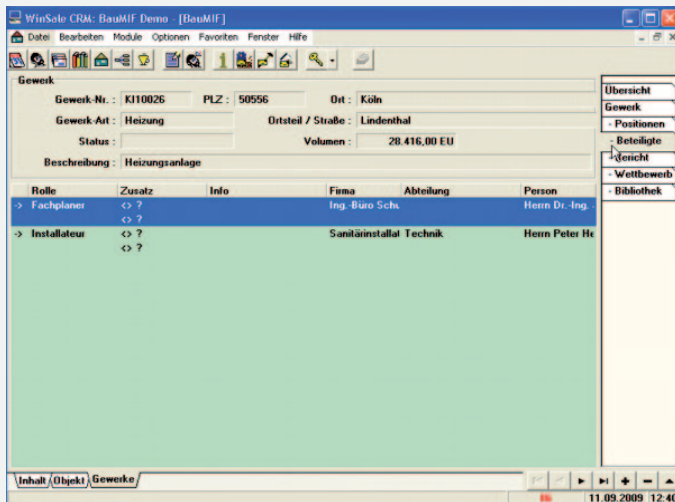 WinSale CRM: BauMIF Demo - [BauMIF]
Datei Bearbeiten Module Optionen Favoriten Fenster Hilfe
Gewerk
Gewerk-Nr. : KI10026 PLZ : 50556 Ort : Köln
Gewerk-Art : Heizung Ortsteil / Straße : Lindenthal
Status : Volumen : 28.416,00 EU
Beschreibung : Heizungsanlage
Übersicht
Gewerk
- Positionen
- Beteiligte
- Wettbewerb
- Bibliothek
Rolle Zusatz Info Firma Abteilung Person
-> Fachplaner <> ? Ing.-Büro Schu Herrn Dr.-Ing. -
<> ?
-> Installateur <> ? Sanitärinstallat Technik Herrn Peter He
<> ?
Inhalt Objekt Gewerke
11.09.2009 12:40